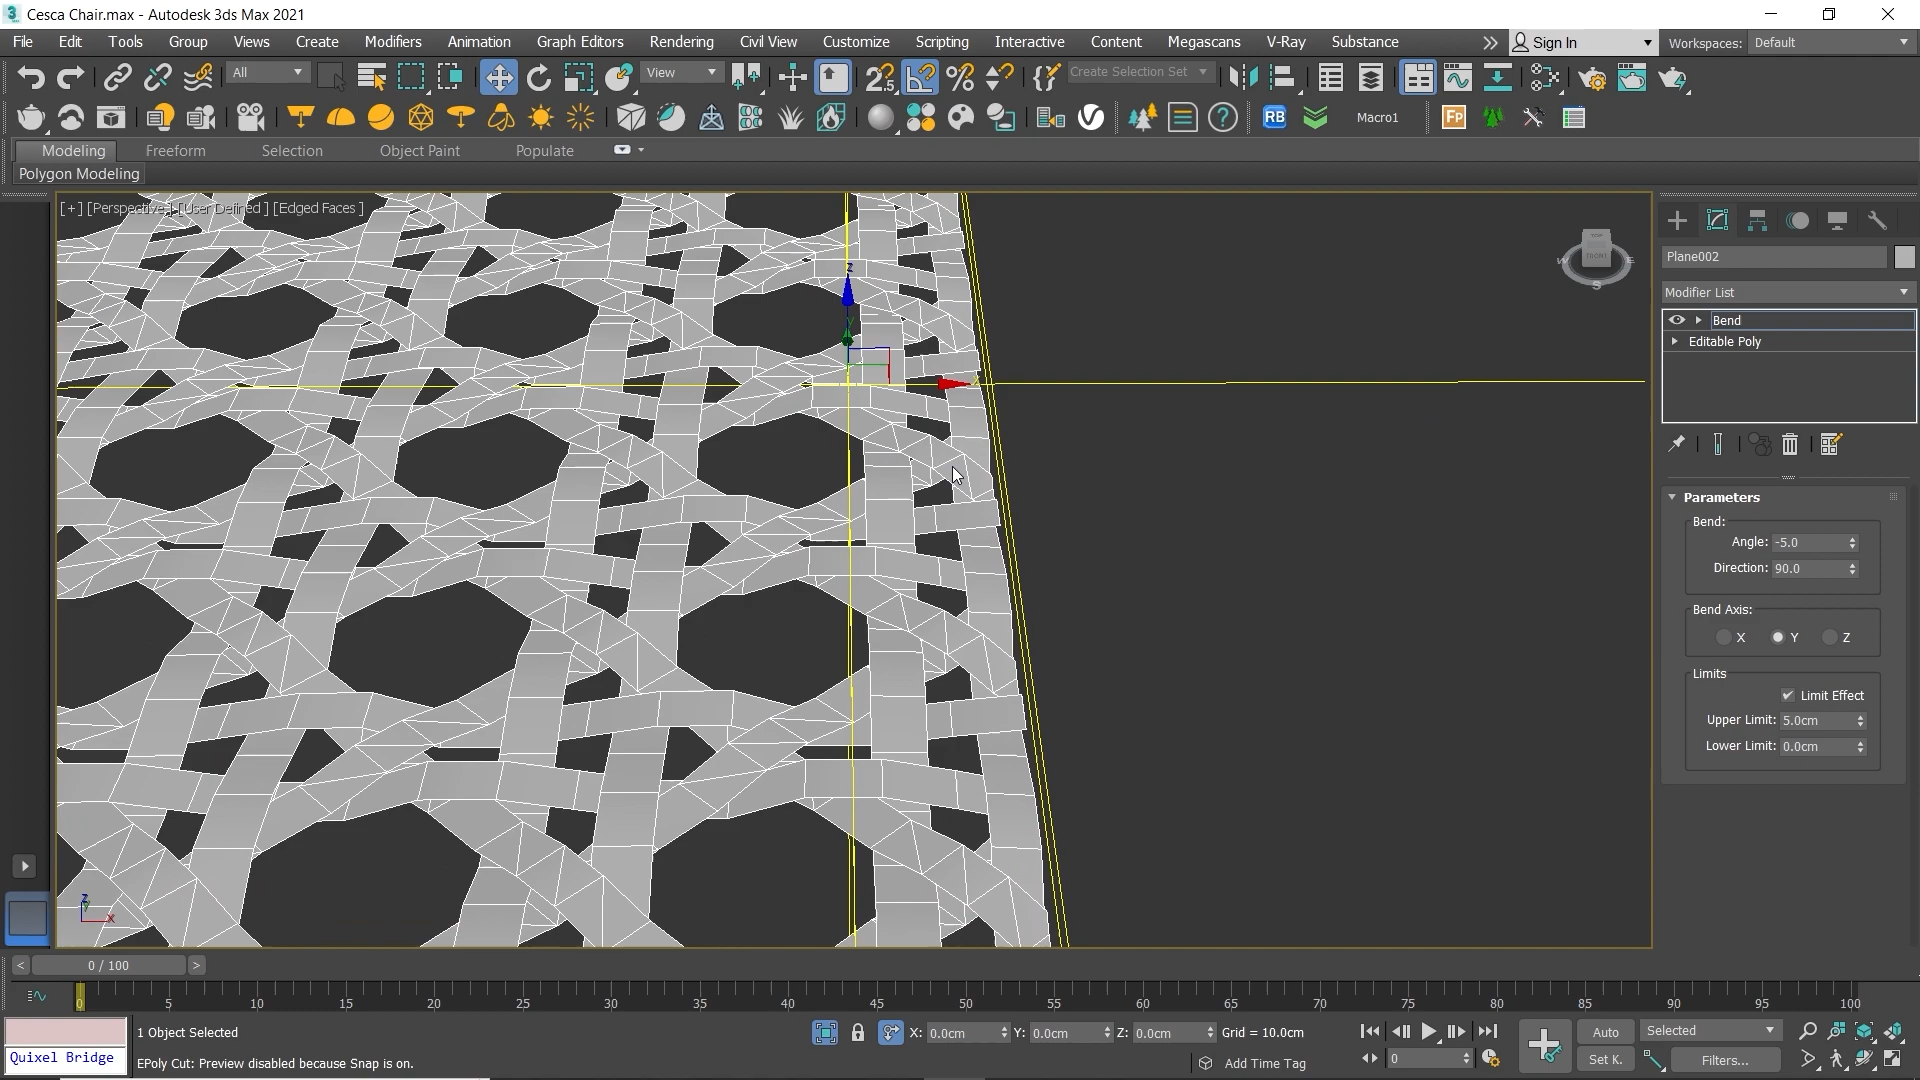 Cesca Chair.max - Autodesk 3ds Max 2021
File Edit Tools Group Views Create Modifiers Animation Graph Editors Rendering Civil View Customize Scripting Interactive Content Megascans V-Ray Substance Sign In Workspaces: Default
All View Create Selection Set
Macro1
Modeling Freeform Selection Object Paint Populate
Polygon Modeling
[+] [Perspective] [User Defined ] [Edged Faces ]
Plane002
Modifier List
Bend
Editable Poly
Parameters
Bend:
Angle: -5.0
Direction: 90.0
Bend Axis:
X Y Z
Limits
Limit Effect
Upper Limit: 5.0cm
Lower Limit: 0.0cm
< 0 / 100 >
0 5 10 15 20 25 30 35 40 45 50 55 60 65 70 75 80 85 90 95 100
1 Object Selected X: 0.0cm Y: 0.0cm Z: 0.0cm Grid = 10.0cm Auto Selected
Quixel Bridge EPoly Cut: Preview disabled because Snap is on. Add Time Tag 0 Set K. Filters...